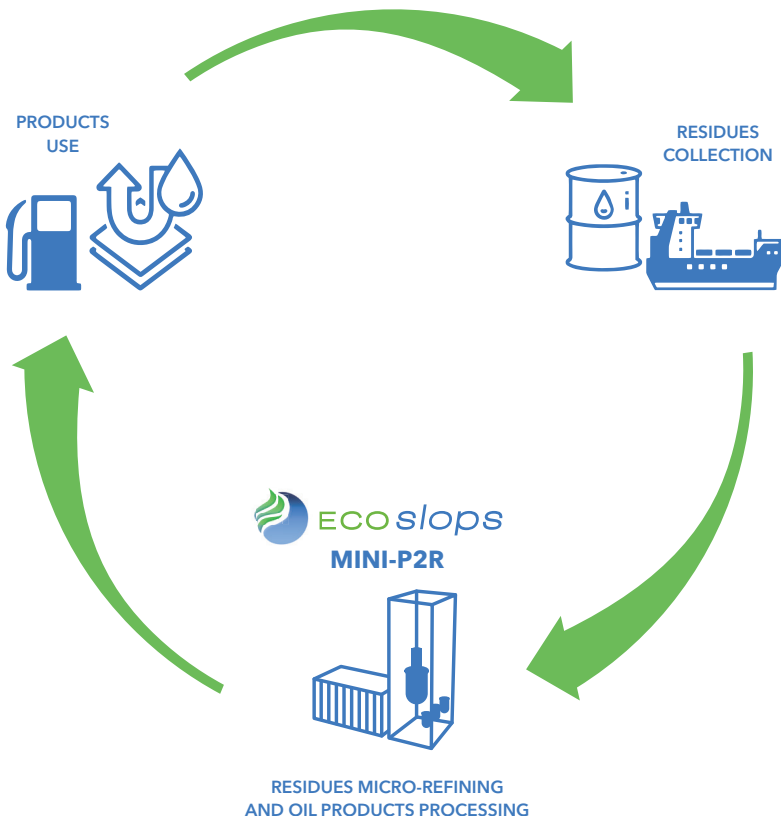 PRODUCTS
USE
RESIDUES
COLLECTION
ECOslops
MINI-P2R
RESIDUES MICRO-REFINING
AND OIL PRODUCTS PROCESSING